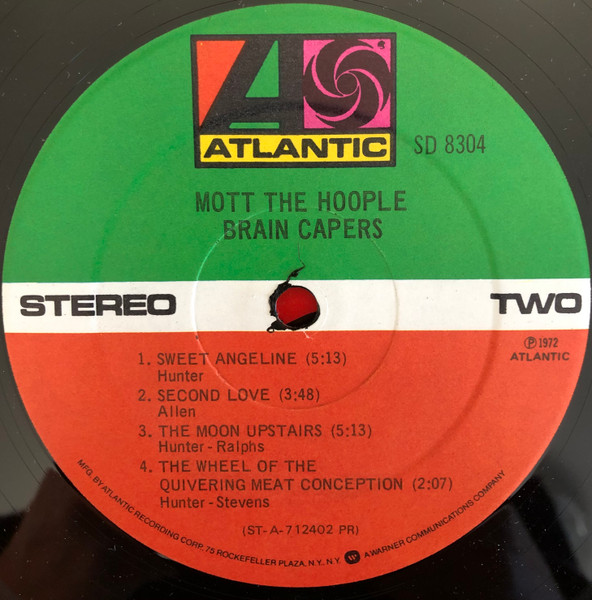 ATLANTIC
SD 8304
MOTT THE HOOPLE
BRAIN CAPERS
STEREO
TWO
℗ 1972
ATLANTIC
1. SWEET ANGELINE (5:13)
Hunter
2. SECOND LOVE (3:48)
Allen
3. THE MOON UPSTAIRS (5:13)
Hunter - Ralphs
4. THE WHEEL OF THE
QUIVERING MEAT CONCEPTION (2:07)
Hunter - Stevens
(ST-A-712402 PR)
MFG. BY ATLANTIC RECORDING CORP. 75 ROCKEFELLER PLAZA, N.Y., N.Y. W A WARNER COMMUNICATIONS COMPANY